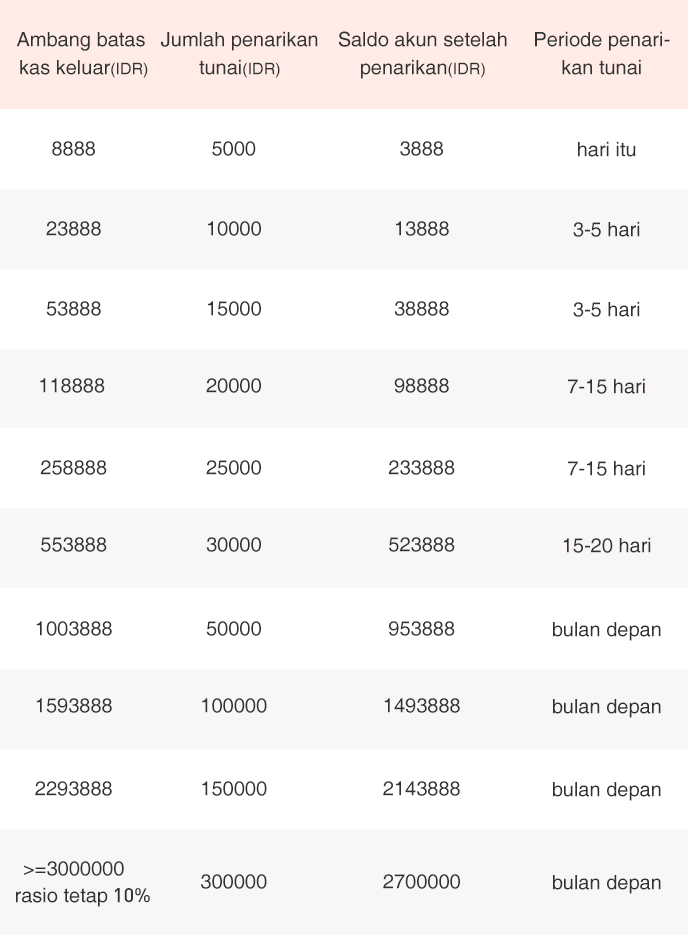 Ambang batas Jumlah penarikan Saldo akun setelah Periode penari-
kas keluar(IDR) tunai(IDR) penarikan(IDR) kan tunai
8888 5000 3888 hari itu
23888 10000 13888 3-5 hari
53888 15000 38888 3-5 hari
118888 20000 98888 7-15 hari
258888 25000 233888 7-15 hari
553888 30000 523888 15-20 hari
1003888 50000 953888 bulan depan
1593888 100000 1493888 bulan depan
2293888 150000 2143888 bulan depan
>=3000000
rasio tetap 10% 300000 2700000 bulan depan